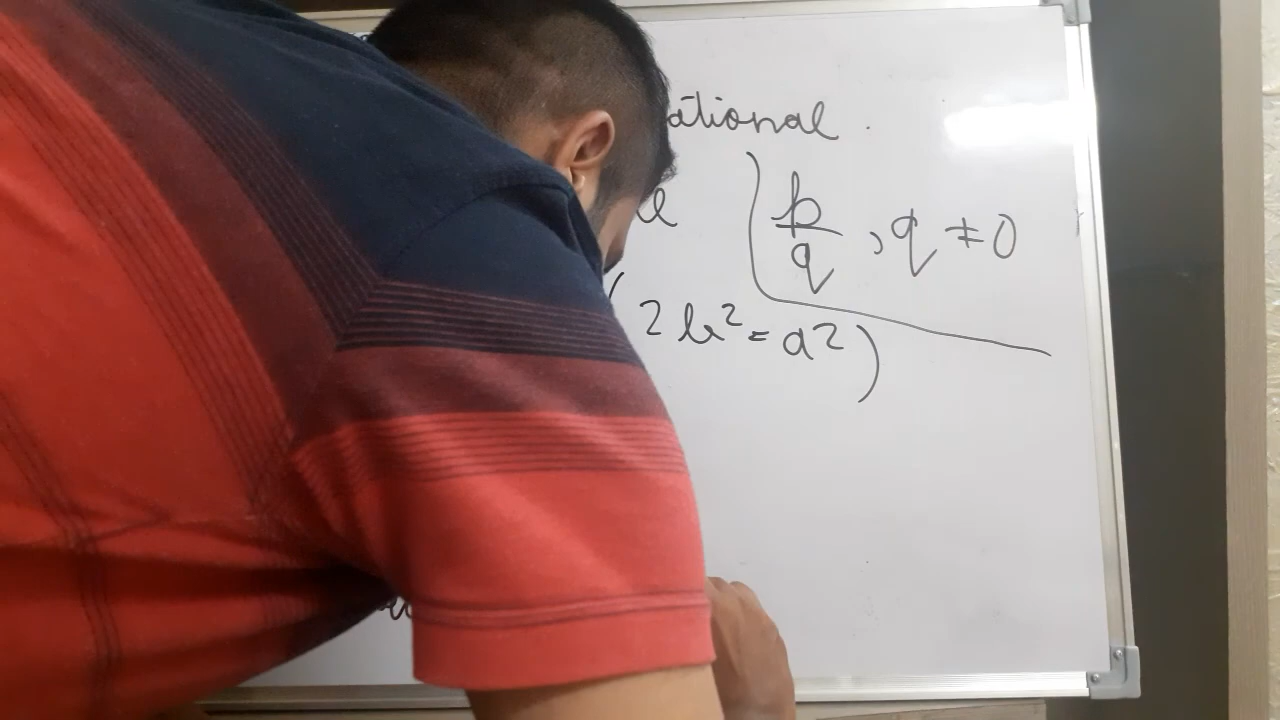 ational.
p/q, q ≠ 0
(2b² = a²)